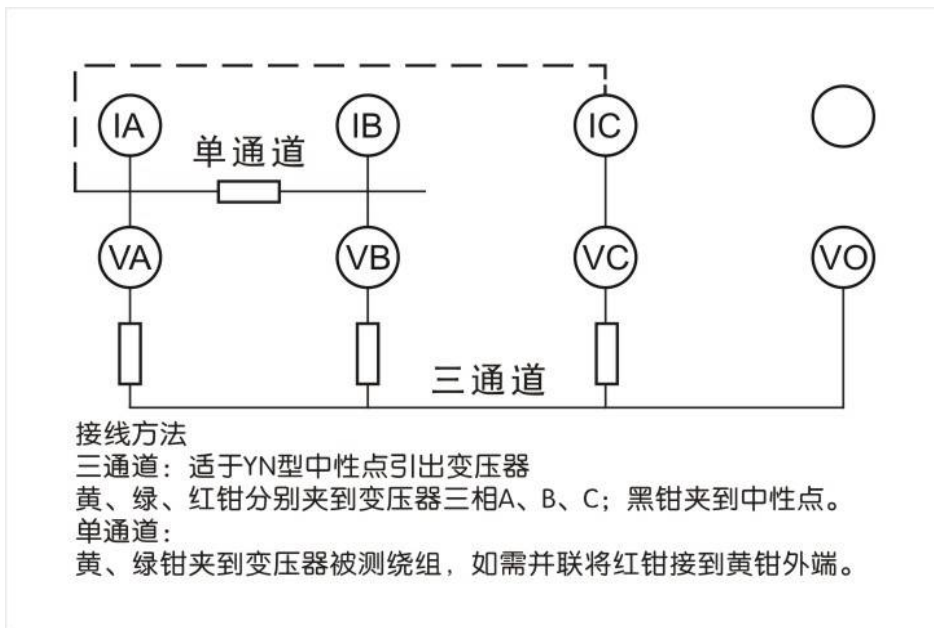 IA
IB
IC
单通道
VA
VB
VC
VO
三通道
接线方法
三通道：适于YN型中性点引出变压器
黄、绿、红钳分别夹到变压器三相A、B、C；黑钳夹到中性点。
单通道：
黄、绿钳夹到变压器被测绕组，如需并联将红钳接到黄钳外端。